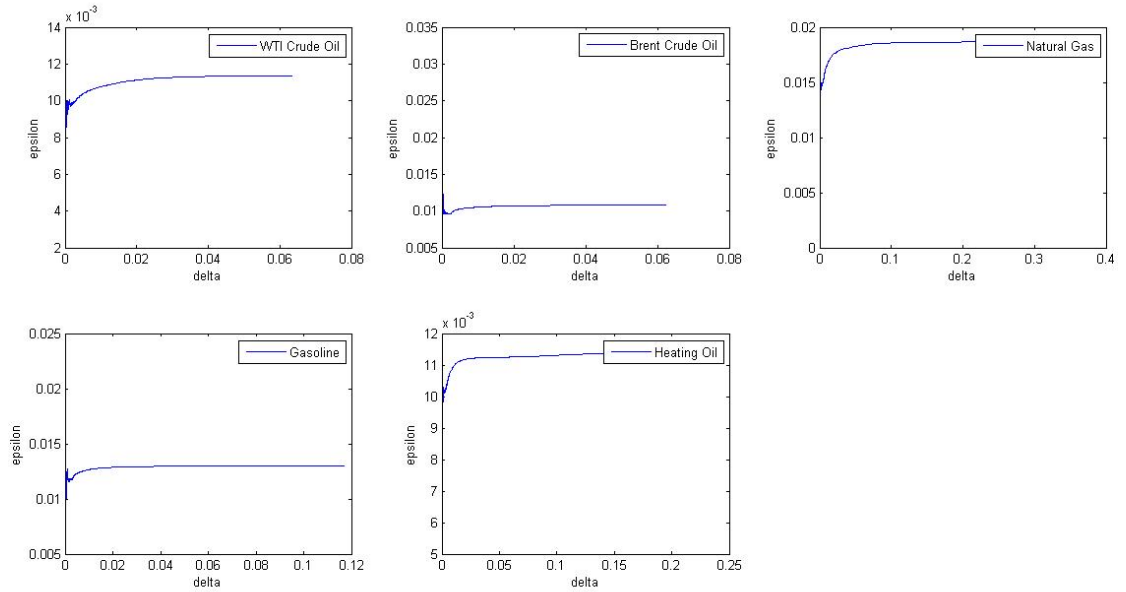 x 10⁻³
14
12
10
8
6
4
2
0 0.02 0.04 0.06 0.08
epsilon
delta
WTI Crude Oil
0.035
0.03
0.025
0.02
0.015
0.01
0.005
0 0.02 0.04 0.06 0.08
epsilon
delta
Brent Crude Oil
0.02
0.015
0.01
0.005
0
0 0.1 0.2 0.3 0.4
epsilon
delta
Natural Gas
0.025
0.02
0.015
0.01
0.005
0 0.02 0.04 0.06 0.08 0.1 0.12
epsilon
delta
Gasoline
x 10⁻³
12
11
10
9
8
7
6
5
0 0.05 0.1 0.15 0.2 0.25
epsilon
delta
Heating Oil